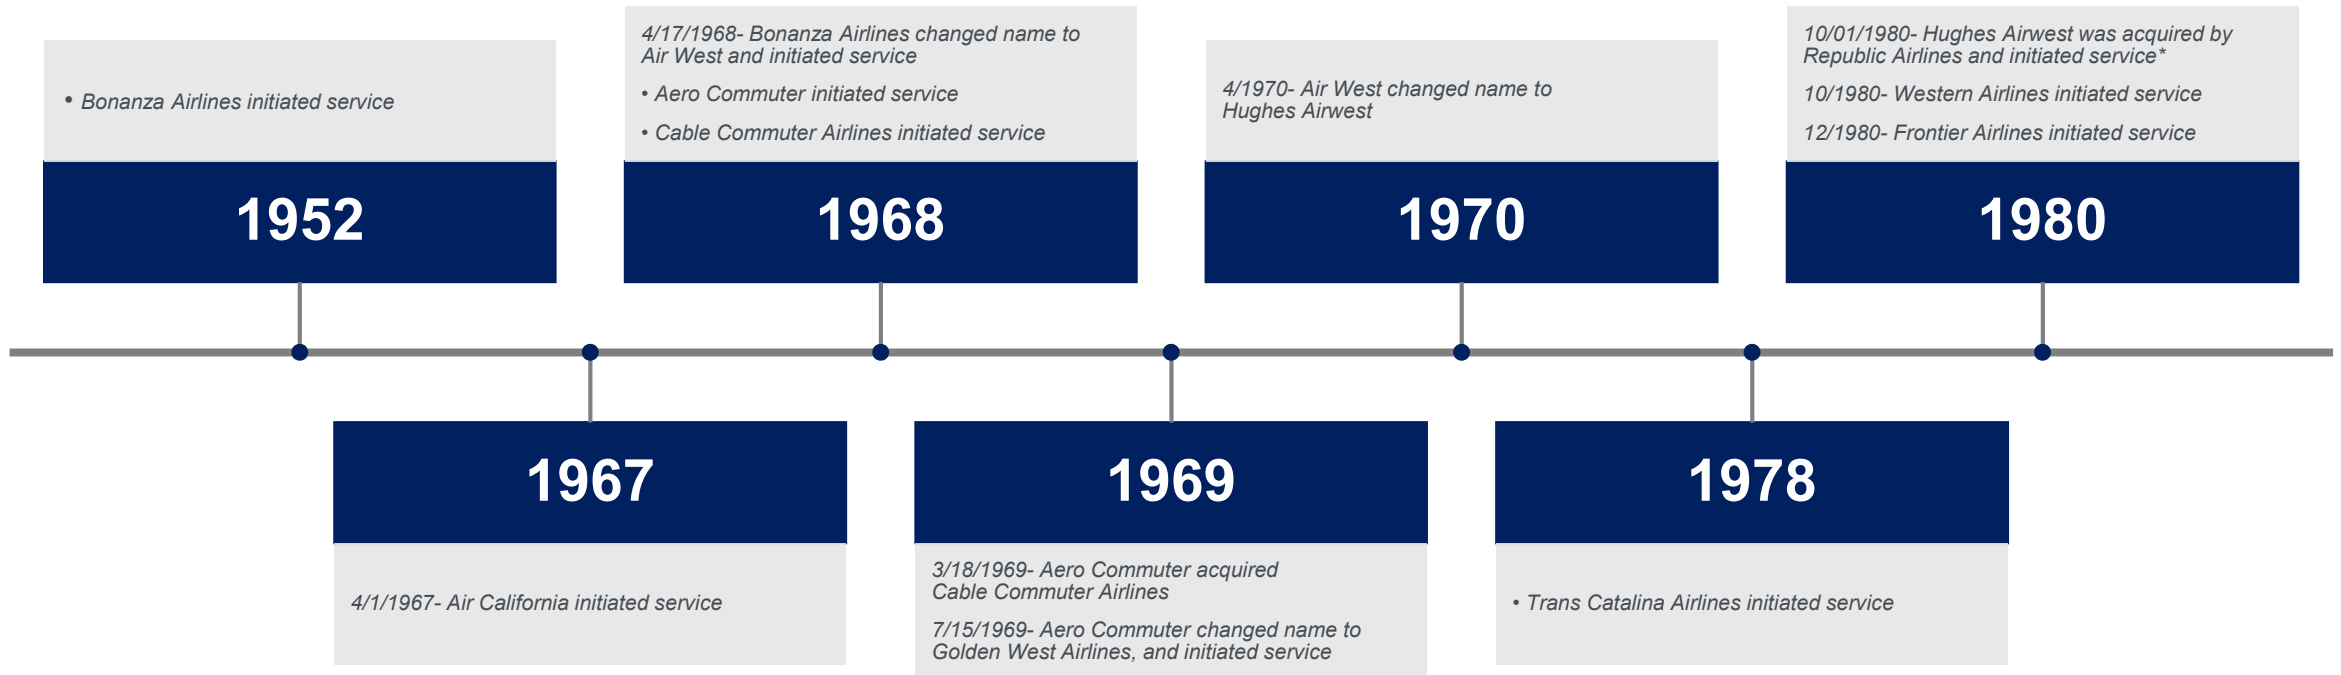 • Bonanza Airlines initiated service
1952
4/17/1968- Bonanza Airlines changed name to
Air West and initiated service
• Aero Commuter initiated service
• Cable Commuter Airlines initiated service
1968
4/1970- Air West changed name to
Hughes Airwest
1970
10/01/1980- Hughes Airwest was acquired by
Republic Airlines and initiated service*
10/1980- Western Airlines initiated service
12/1980- Frontier Airlines initiated service
1980
1967
4/1/1967- Air California initiated service
1969
3/18/1969- Aero Commuter acquired
Cable Commuter Airlines
7/15/1969- Aero Commuter changed name to
Golden West Airlines, and initiated service
1978
• Trans Catalina Airlines initiated service